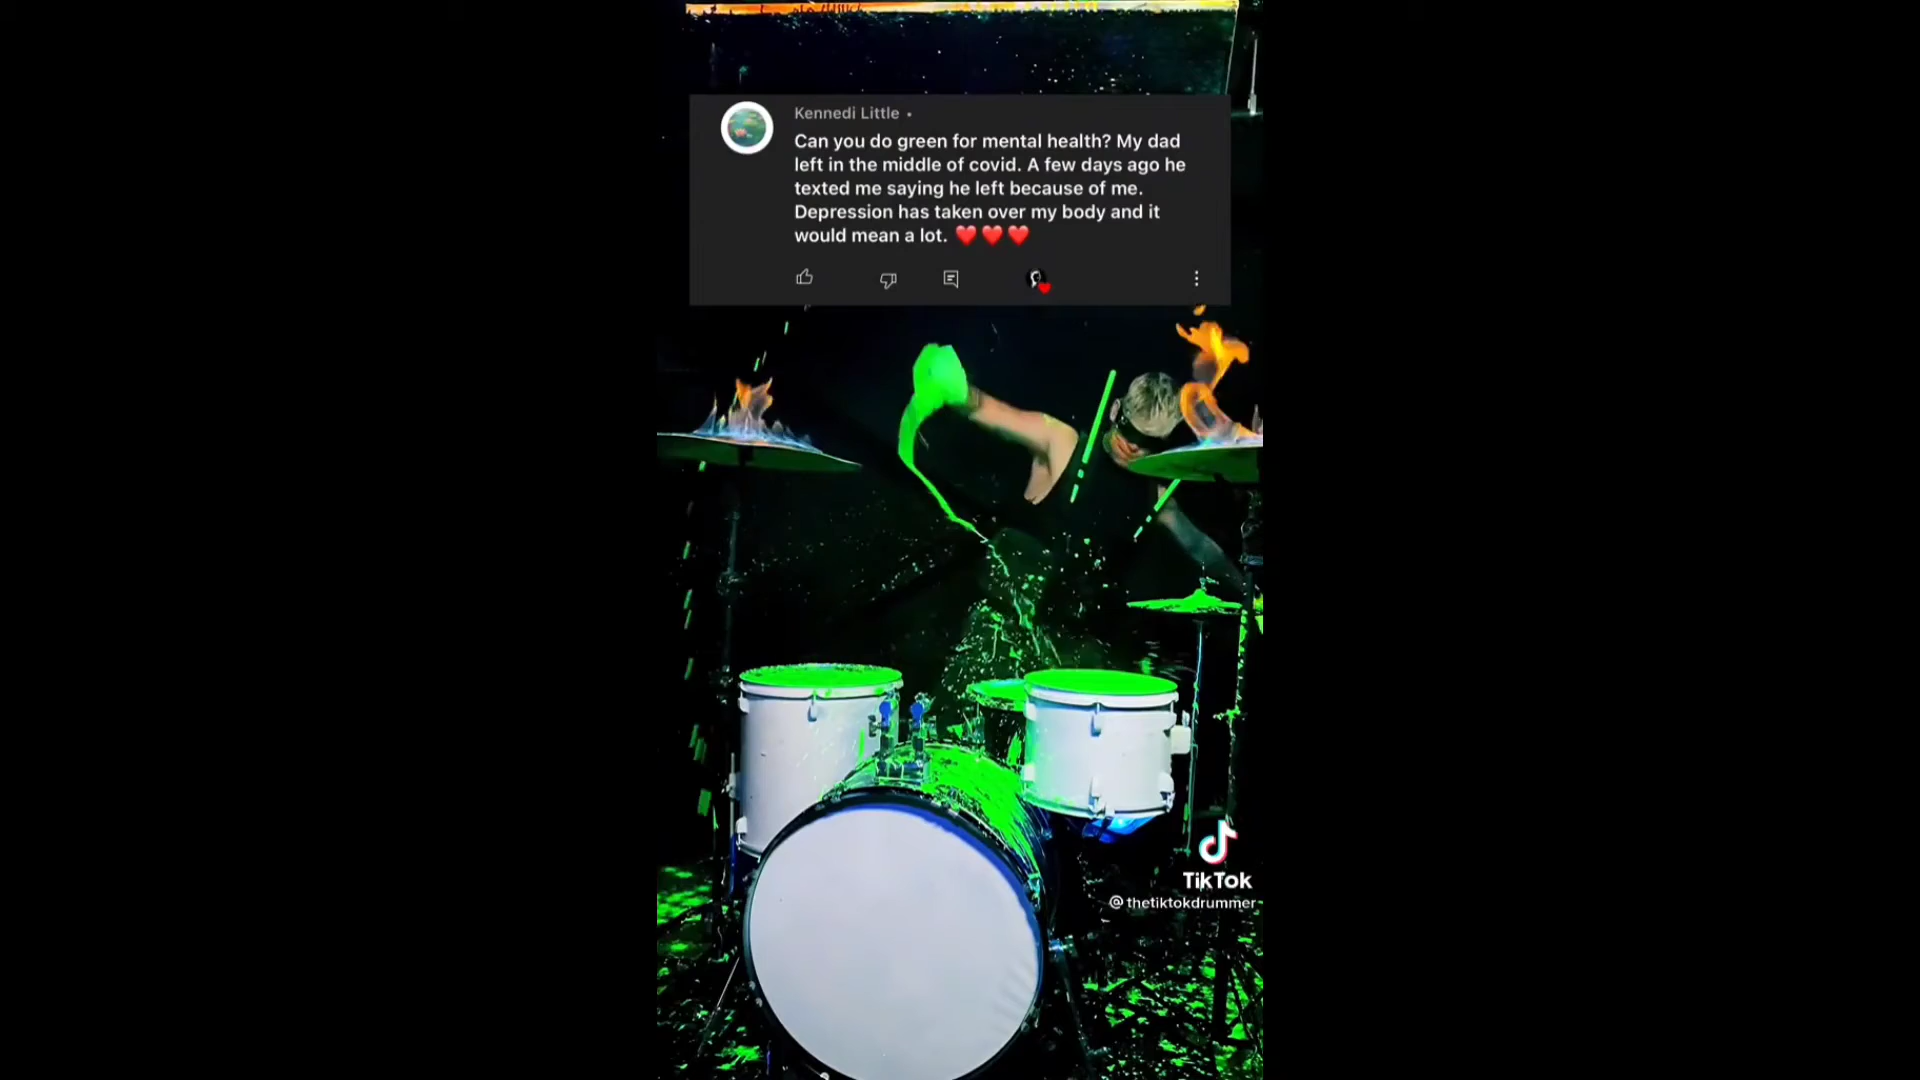 Kennedi Little •
Can you do green for mental health? My dad
left in the middle of covid. A few days ago he
texted me saying he left because of me.
Depression has taken over my body and it
would mean a lot. ❤️❤️❤️
TikTok
@thetiktokdrummer